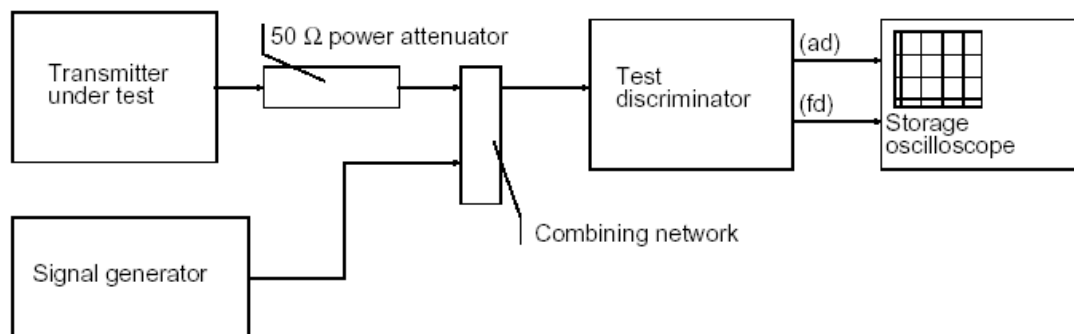 50 Ω power attenuator
Transmitter
under test
Test
discriminator
(ad)
(fd)
Storage
oscilloscope
Combining network
Signal generator